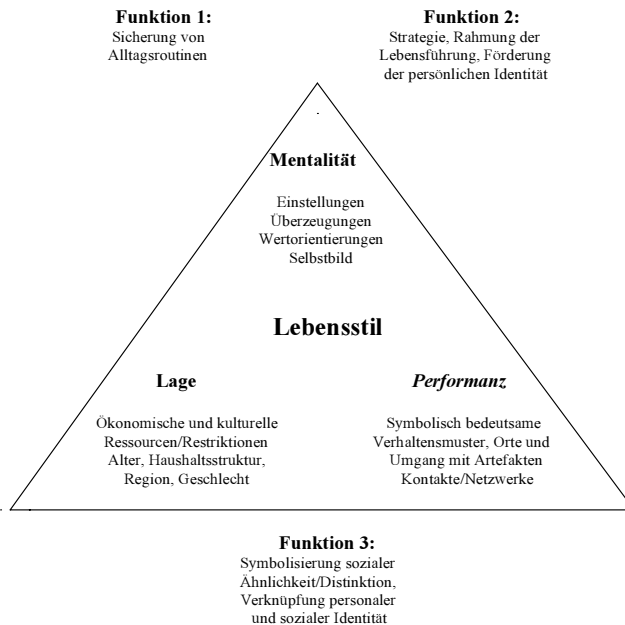 Funktion 1:
Sicherung von
Alltagsroutinen
Funktion 2:
Strategie, Rahmung der
Lebensführung, Förderung
der persönlichen Identität
Mentalität
Einstellungen
Überzeugungen
Wertorientierungen
Selbstbild
Lebensstil
Lage
Ökonomische und kulturelle
Ressourcen/Restriktionen
Alter, Haushaltsstruktur,
Region, Geschlecht
Performanz
Symbolisch bedeutsame
Verhaltensmuster, Orte und
Umgang mit Artefakten
Kontakte/Netzwerke
Funktion 3:
Symbolisierung sozialer
Ähnlichkeit/Distinktion,
Verknüpfung personaler
und sozialer Identität